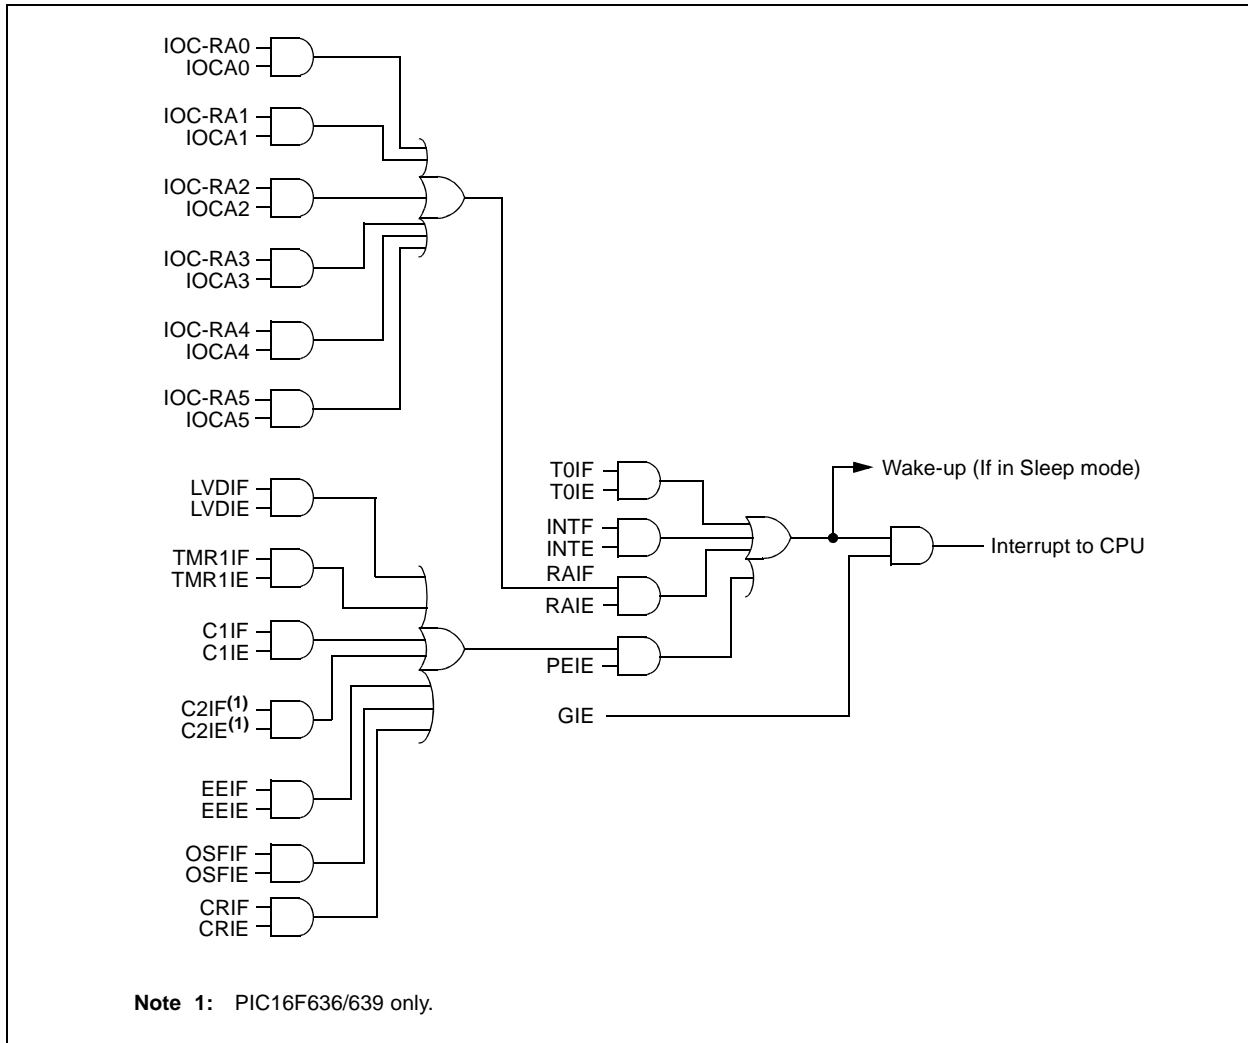 IOC-RA0
IOCA0
IOC-RA1
IOCA1
IOC-RA2
IOCA2
IOC-RA3
IOCA3
IOC-RA4
IOCA4
IOC-RA5
IOCA5
LVDIF
LVDIE
TMR1IF
TMR1IE
C1IF
C1IE
C2IF(1)
C2IE(1)
EEIF
EEIE
OSFIF
OSFIE
CRIF
CRIE
T0IF
T0IE
INTF
INTE
RAIF
RAIE
PEIE
GIE
Wake-up (If in Sleep mode)
Interrupt to CPU
Note 1: PIC16F636/639 only.